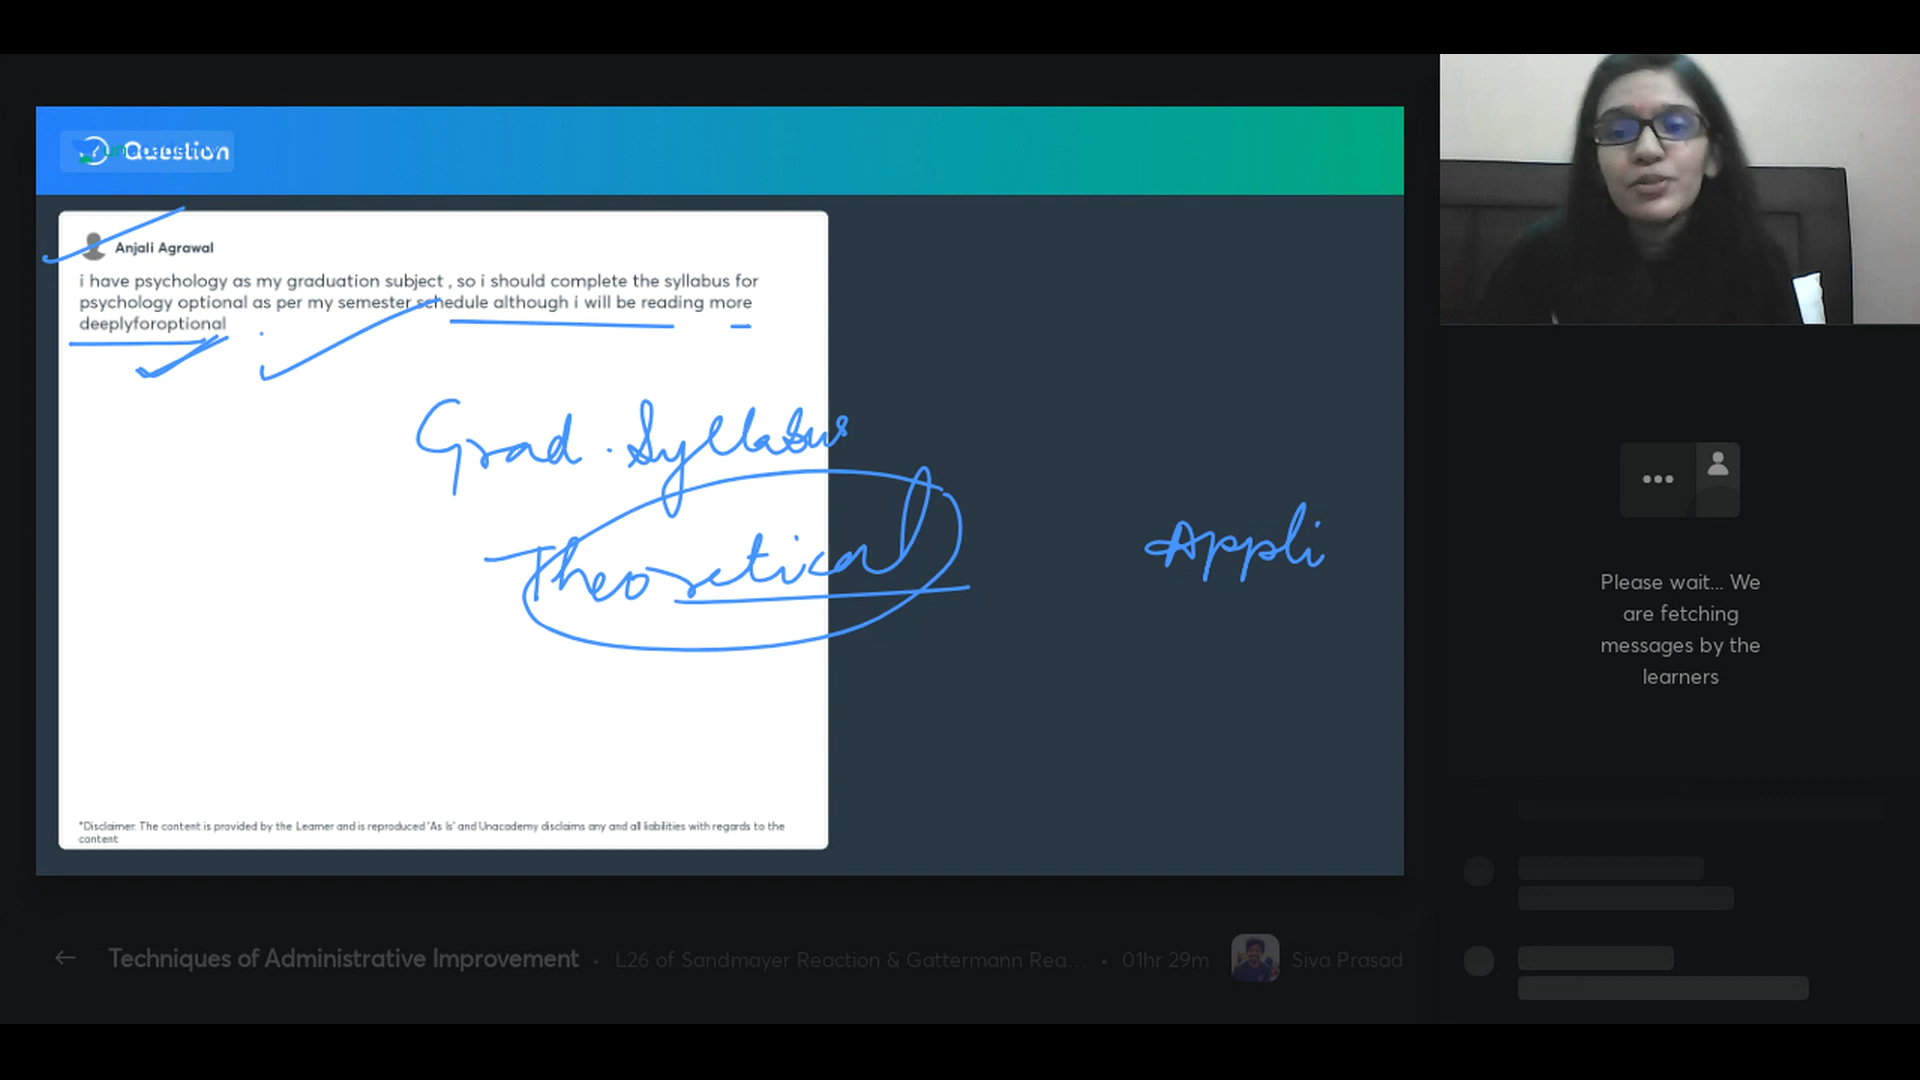 Question
Anjali Agrawal
i have psychology as my graduation subject , so i should complete the syllabus for
psychology optional as per my semester schedule although i will be reading more
deeplyforoptional
Grad. Syllabus
Theoretical
Appli
*Disclaimer: The content is provided by the Learner and is reproduced 'As Is' and Unacademy disclaims any and all liabilities with regards to the
content
Please wait... We
are fetching
messages by the
learners
Techniques of Administrative Improvement • L26 of Sandmayer Reaction & Gattermann Rea... • 01hr 29m Siva Prasad